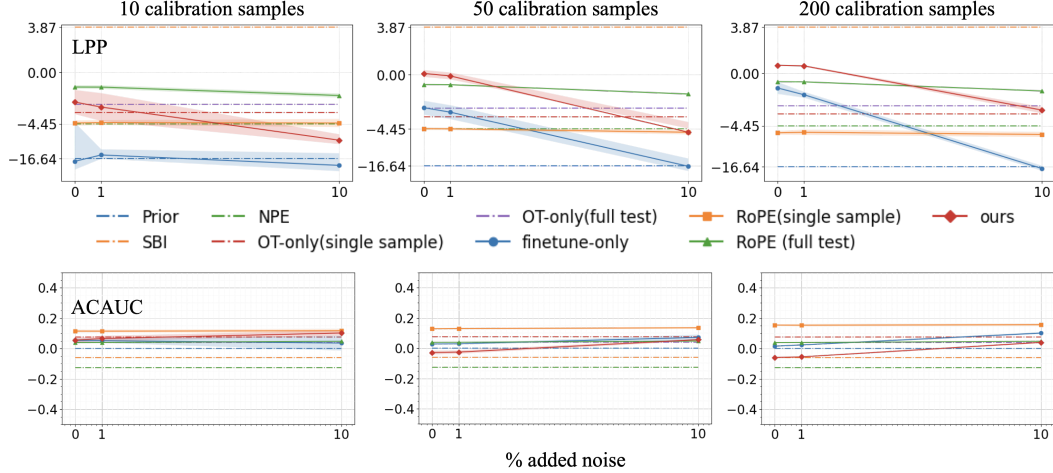 10 calibration samples
50 calibration samples
200 calibration samples
LPP
3.87
0.00
−4.45
−16.64
0 1 10
3.87
0.00
−4.45
−16.64
0 1 10
3.87
0.00
−4.45
−16.64
0 1 10
Prior
NPE
OT-only(full test)
RoPE(single sample)
ours
SBI
OT-only(single sample)
finetune-only
RoPE (full test)
ACAUC
0.4
0.2
0.0
−0.2
−0.4
0 1 10
0.4
0.2
0.0
−0.2
−0.4
0 1 10
0.4
0.2
0.0
−0.2
−0.4
0 1 10
% added noise